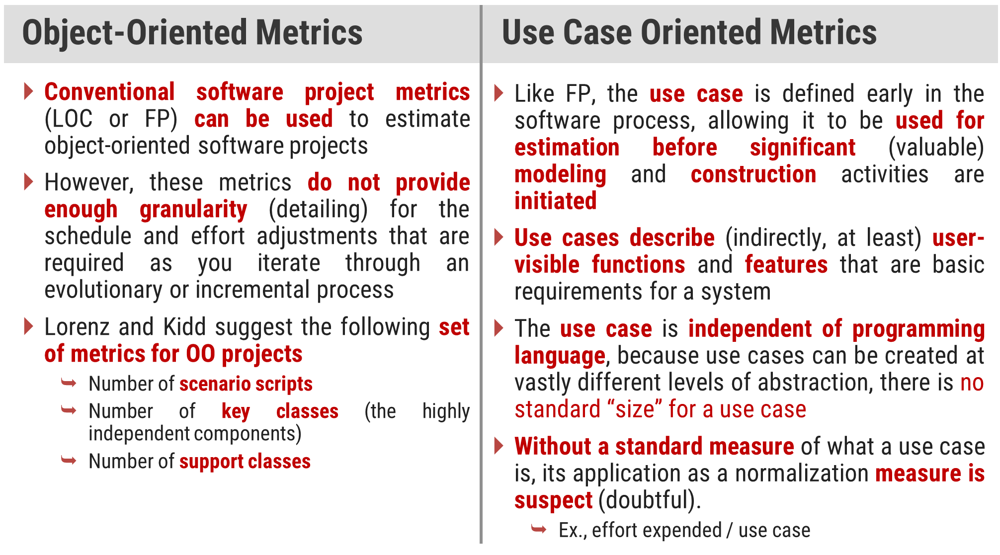 Object-Oriented Metrics
Conventional software project metrics
(LOC or FP) can be used to estimate
object-oriented software projects
However, these metrics do not provide
enough granularity (detailing) for the
schedule and effort adjustments that are
required as you iterate through an
evolutionary or incremental process
Lorenz and Kidd suggest the following set
of metrics for OO projects
Number of scenario scripts
Number of key classes (the highly
independent components)
Number of support classes
Use Case Oriented Metrics
Like FP, the use case is defined early in the
software process, allowing it to be used for
estimation before significant (valuable)
modeling and construction activities are
initiated
Use cases describe (indirectly, at least) user-
visible functions and features that are basic
requirements for a system
The use case is independent of programming
language, because use cases can be created at
vastly different levels of abstraction, there is no
standard “size” for a use case
Without a standard measure of what a use case
is, its application as a normalization measure is
suspect (doubtful).
Ex., effort expended / use case